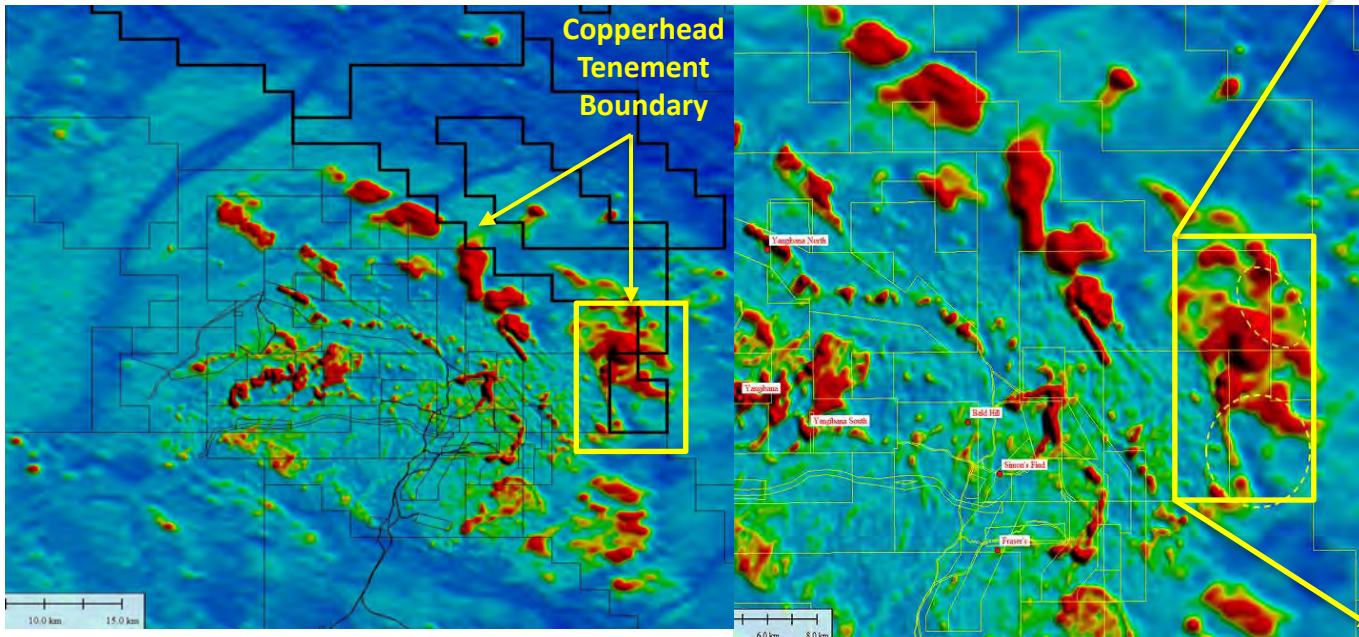 Copperhead
Tenement
Boundary
10.0 km
15.0 km
Yangibana North
Yangibana
Yangibana South
Bald Hill
Simon's Find
Fraser's
6.0 km
8.0 km